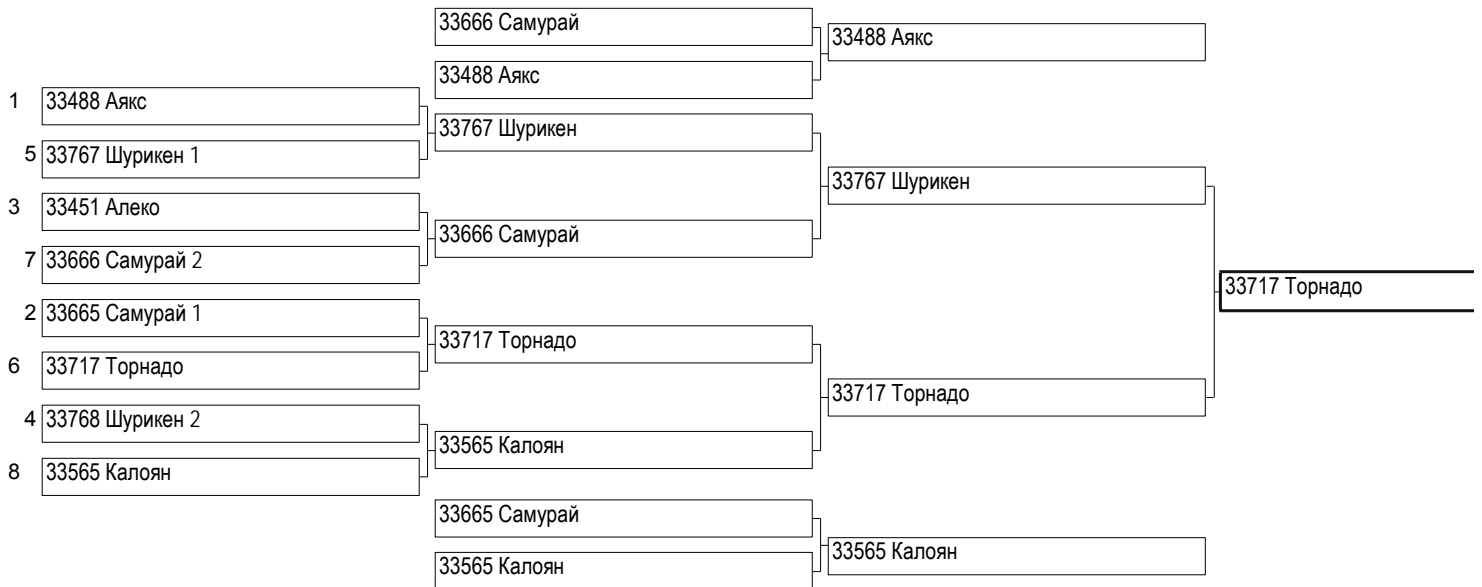 33666 Самурай
33488 Аякс
33488 Аякс
1 33488 Аякс
5 33767 Шурикен 1
33767 Шурикен
3 33451 Алеко
7 33666 Самурай 2
33666 Самурай
33767 Шурикен
2 33665 Самурай 1
6 33717 Торнадо
33717 Торнадо
4 33768 Шурикен 2
8 33565 Калоян
33565 Калоян
33717 Торнадо
33717 Торнадо
33665 Самурай
33565 Калоян
33565 Калоян